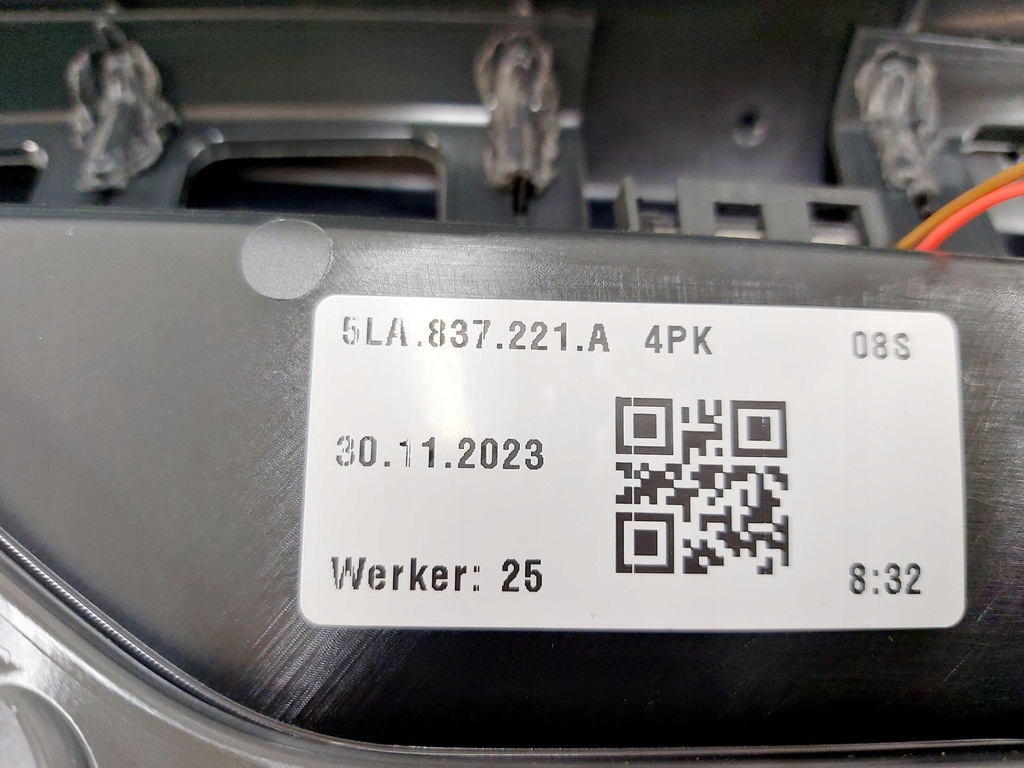 5LA.837.221.A 4PK 08S
30.11.2023
Werker: 25 8:32